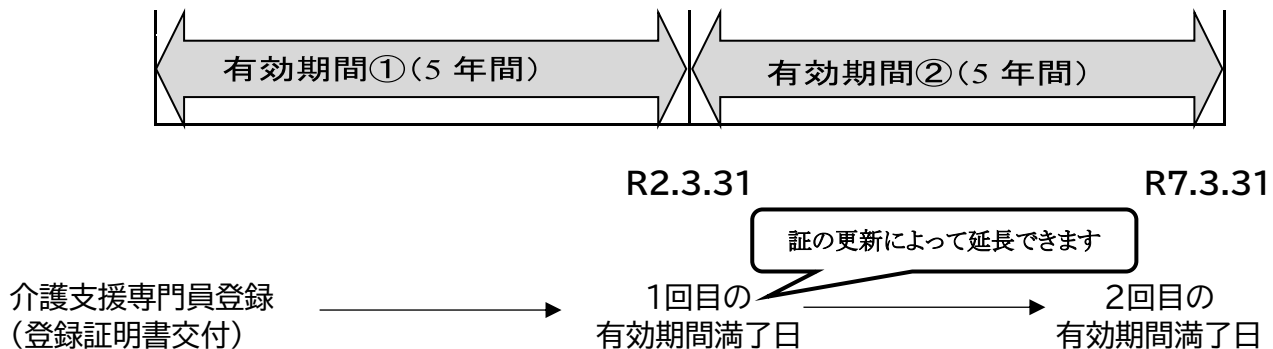 有効期間①(5 年間)
有効期間②(5 年間)
R2.3.31
R7.3.31
証の更新によって延長できます
介護支援専門員登録
(登録証明書交付)
1回目の
有効期間満了日
2回目の
有効期間満了日